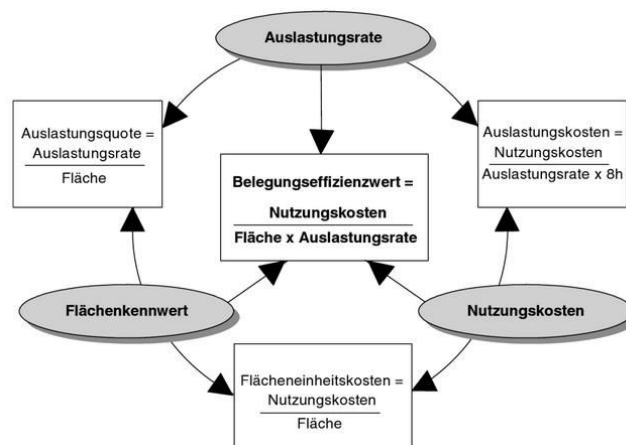 Auslastungsrate
Auslastungsquote =
Auslastungsrate
Fläche
Auslastungskosten =
Nutzungskosten
Auslastungsrate x 8h
Belegungseffizienzwert =
Nutzungskosten
Fläche x Auslastungsrate
Flächenkennwert
Nutzungskosten
Flächeneinheitskosten =
Nutzungskosten
Fläche